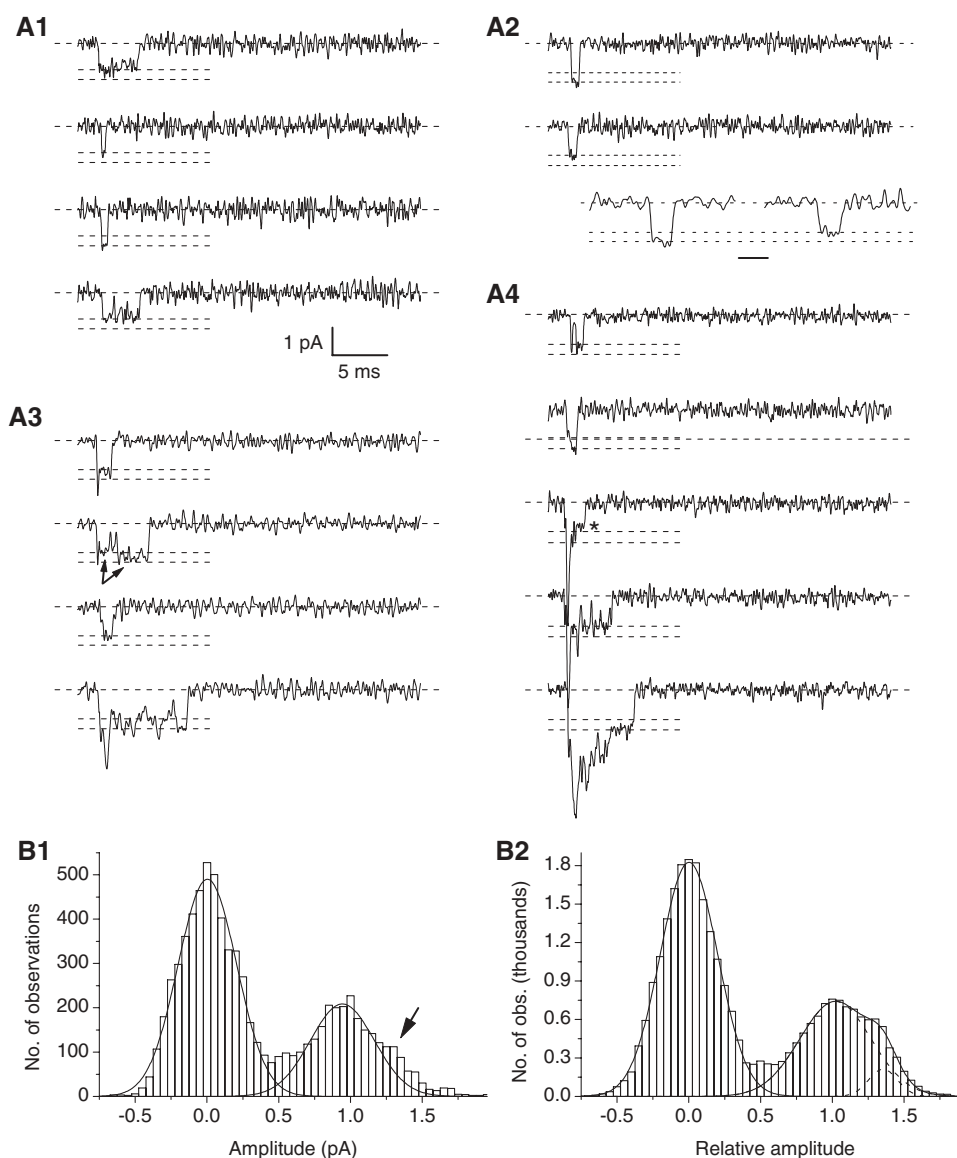 A1
A2
A4
1 pA
5 ms
A3
*
B1
B2
500
400
300
200
100
0
No. of observations
-0.5
0.0
0.5
1.0
1.5
Amplitude (pA)
1.8
1.5
1.2
0.9
0.6
0.3
0.0
No. of obs. (thousands)
-0.5
0.0
0.5
1.0
1.5
Relative amplitude